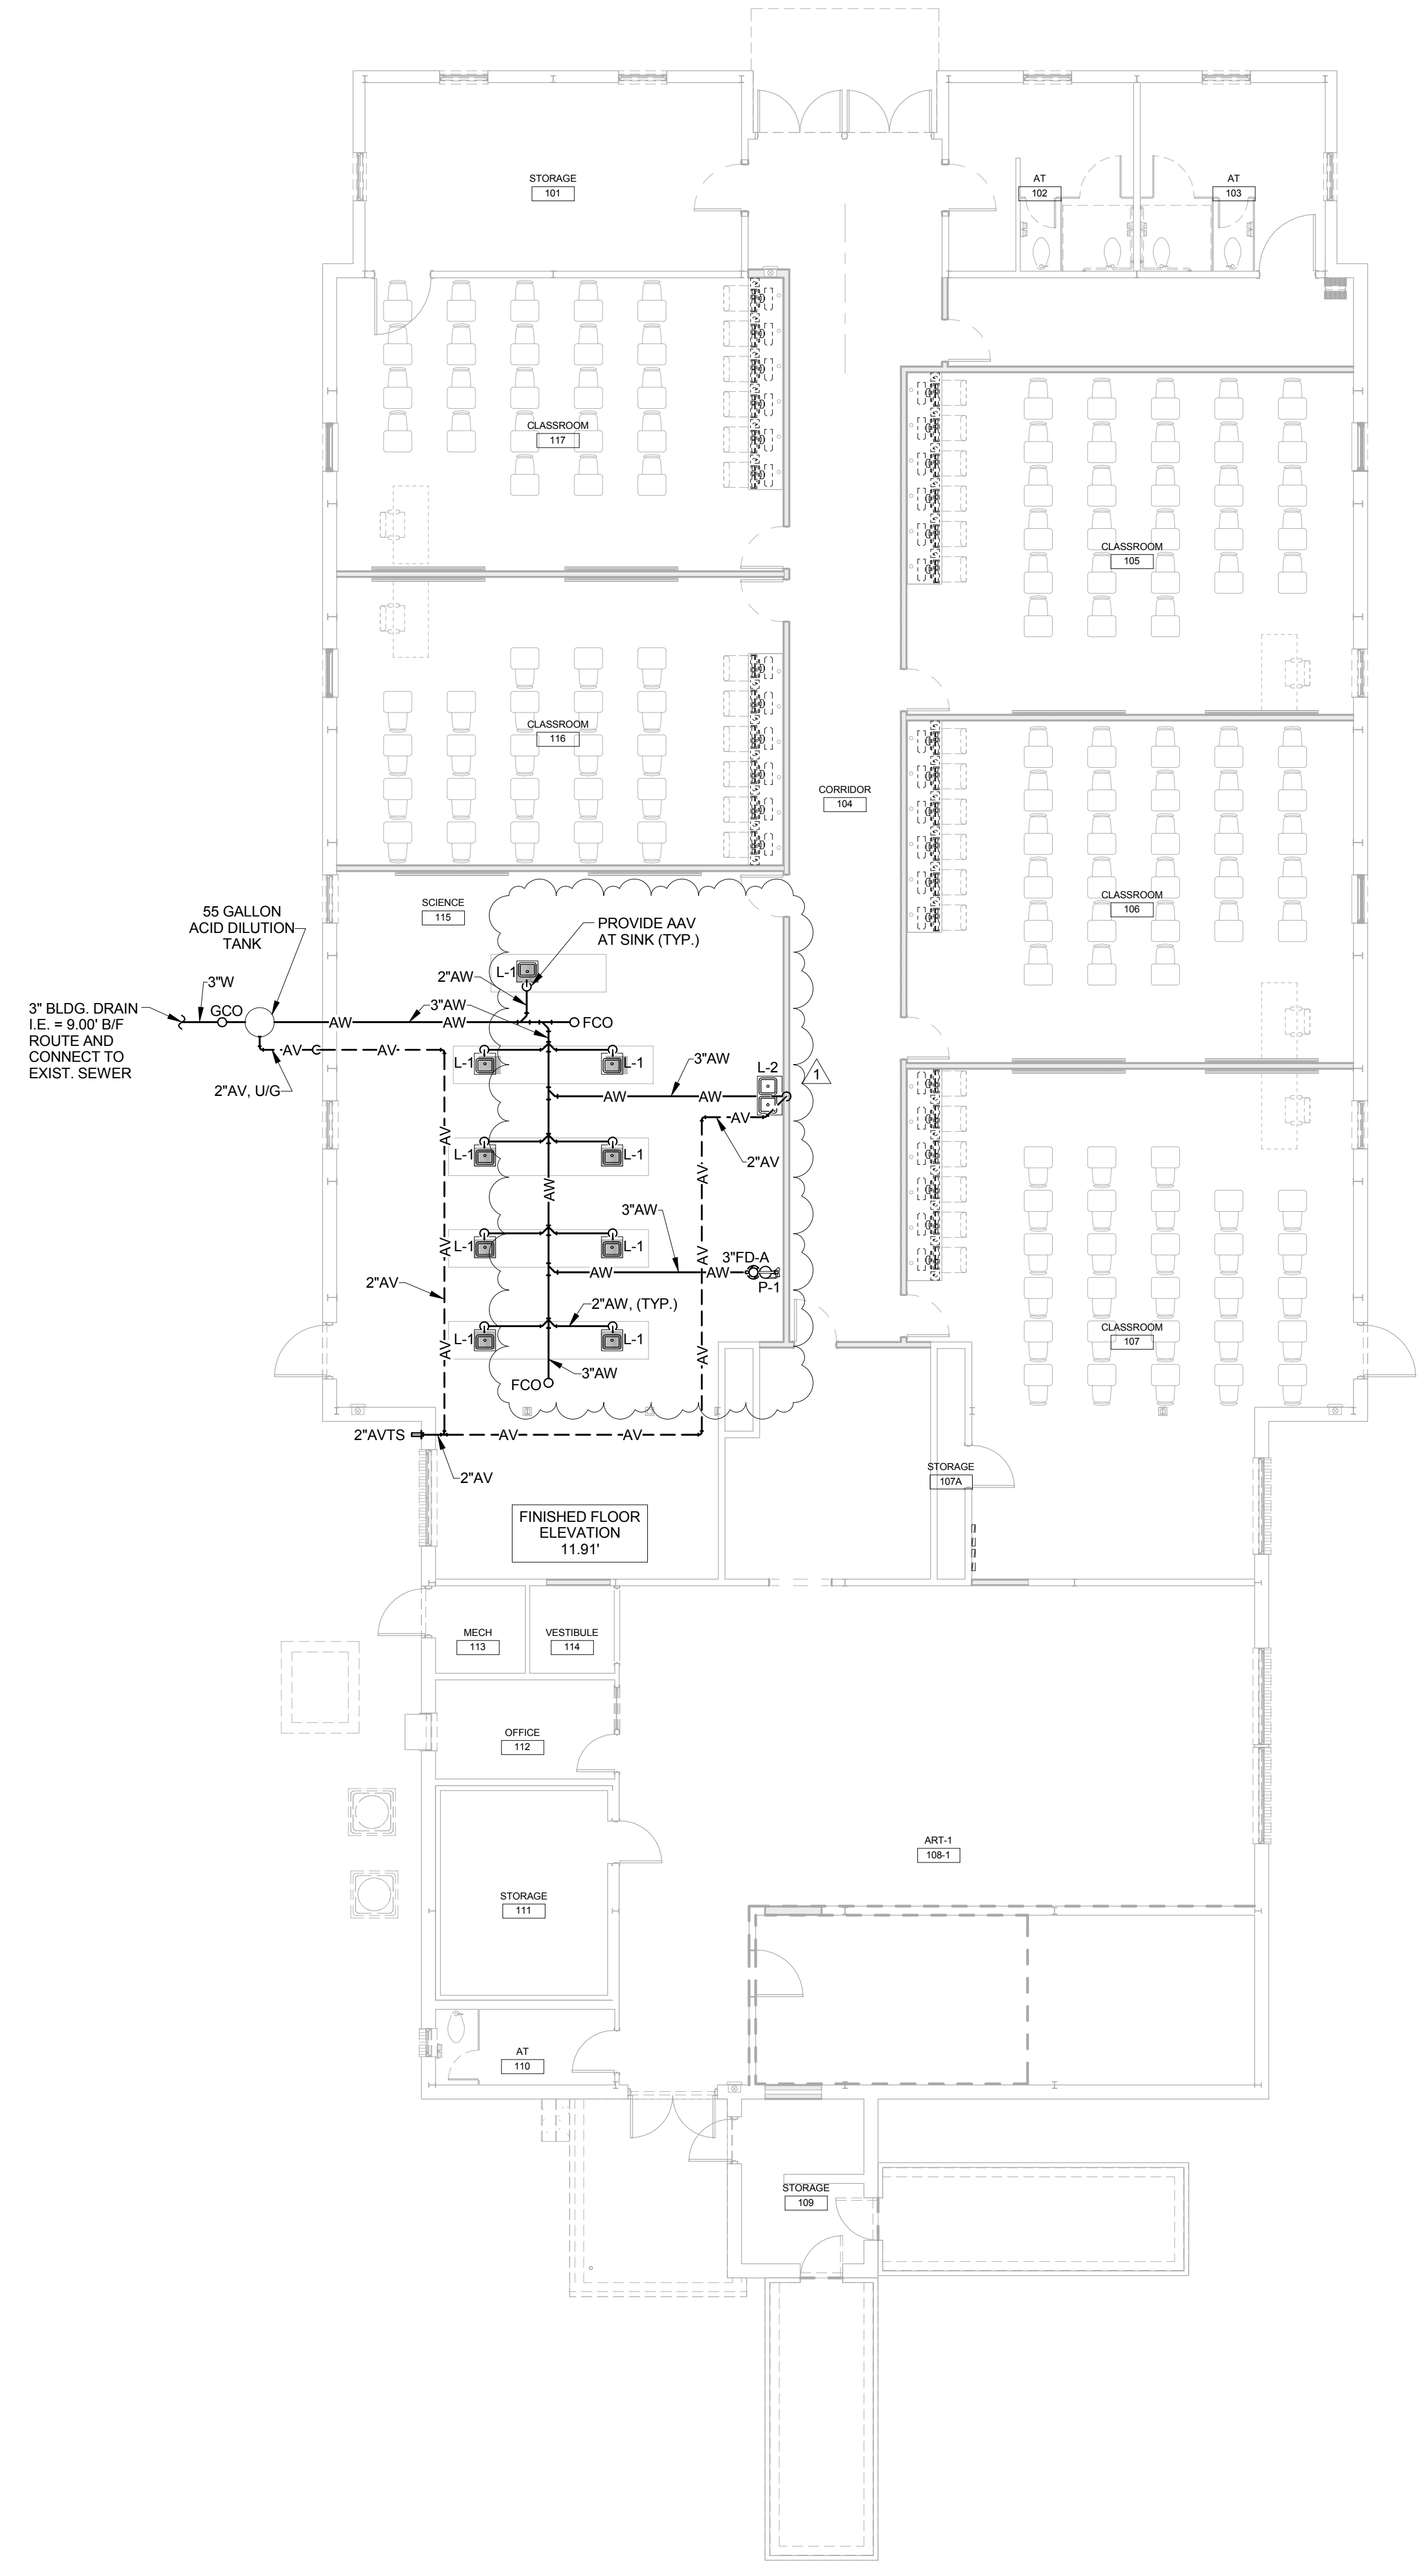 STORAGE
101
AT
102
AT
103
CLASSROOM
117
CLASSROOM
105
CLASSROOM
116
CORRIDOR
104
CLASSROOM
106
SCIENCE
115
55 GALLON
ACID DILUTION
TANK
PROVIDE AAV
AT SINK (TYP.)
L-1
2"AW
3"W
GCO
3" BLDG. DRAIN
I.E. = 9.00' B/F
ROUTE AND
CONNECT TO
EXIST. SEWER
3"AW
AW
AW
FCO
AV
C
AV
2"AV, U/G
L-1
L-1
3"AW
L-2
1
AW
AW
AV
2"AV
AV
L-1
L-1
AV
AW
3"AW
L-1
L-1
AV
AV
3"FD-A
AW
AW
P-1
2"AV
2"AW, (TYP.)
L-1
L-1
AV
AV
3"AW
FCO
CLASSROOM
107
2"AVTS
AV
AV
2"AV
STORAGE
107A
FINISHED FLOOR
ELEVATION
11.91'
MECH
113
VESTIBULE
114
OFFICE
112
ART-1
108-1
STORAGE
111
AT
110
STORAGE
109